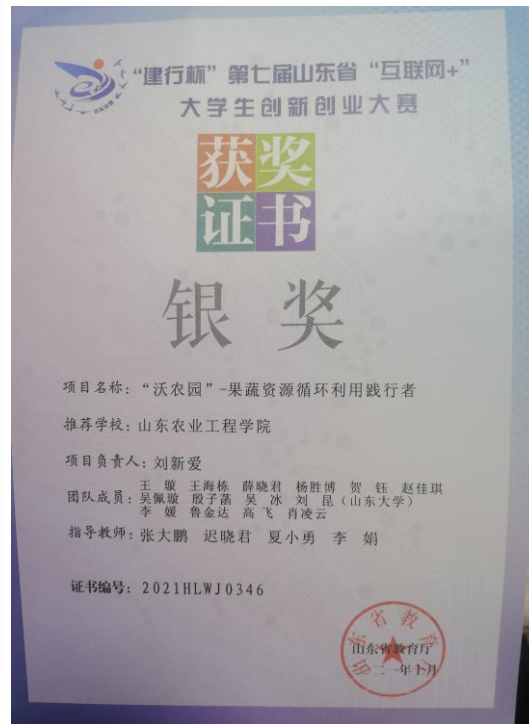 “建行杯”第七届山东省“互联网+”
大学生创新创业大赛
获奖
证书
银奖
项目名称：“沃农园”-果蔬资源循环利用践行者
推荐学校：山东农业工程学院
项目负责人：刘新爱
团队成员：王 璇 王海栋 薛晓君 杨胜博 贺 钰 赵佳琪
吴佩璇 殷子菡 吴 冰 刘 昆（山东大学）
李 媛 鲁金达 高 飞 肖凌云
指导教师：张大鹏 迟晓君 夏小勇 李 娟
证书编号：2021HLWJ0346
山东省教育厅
二〇二一年十月